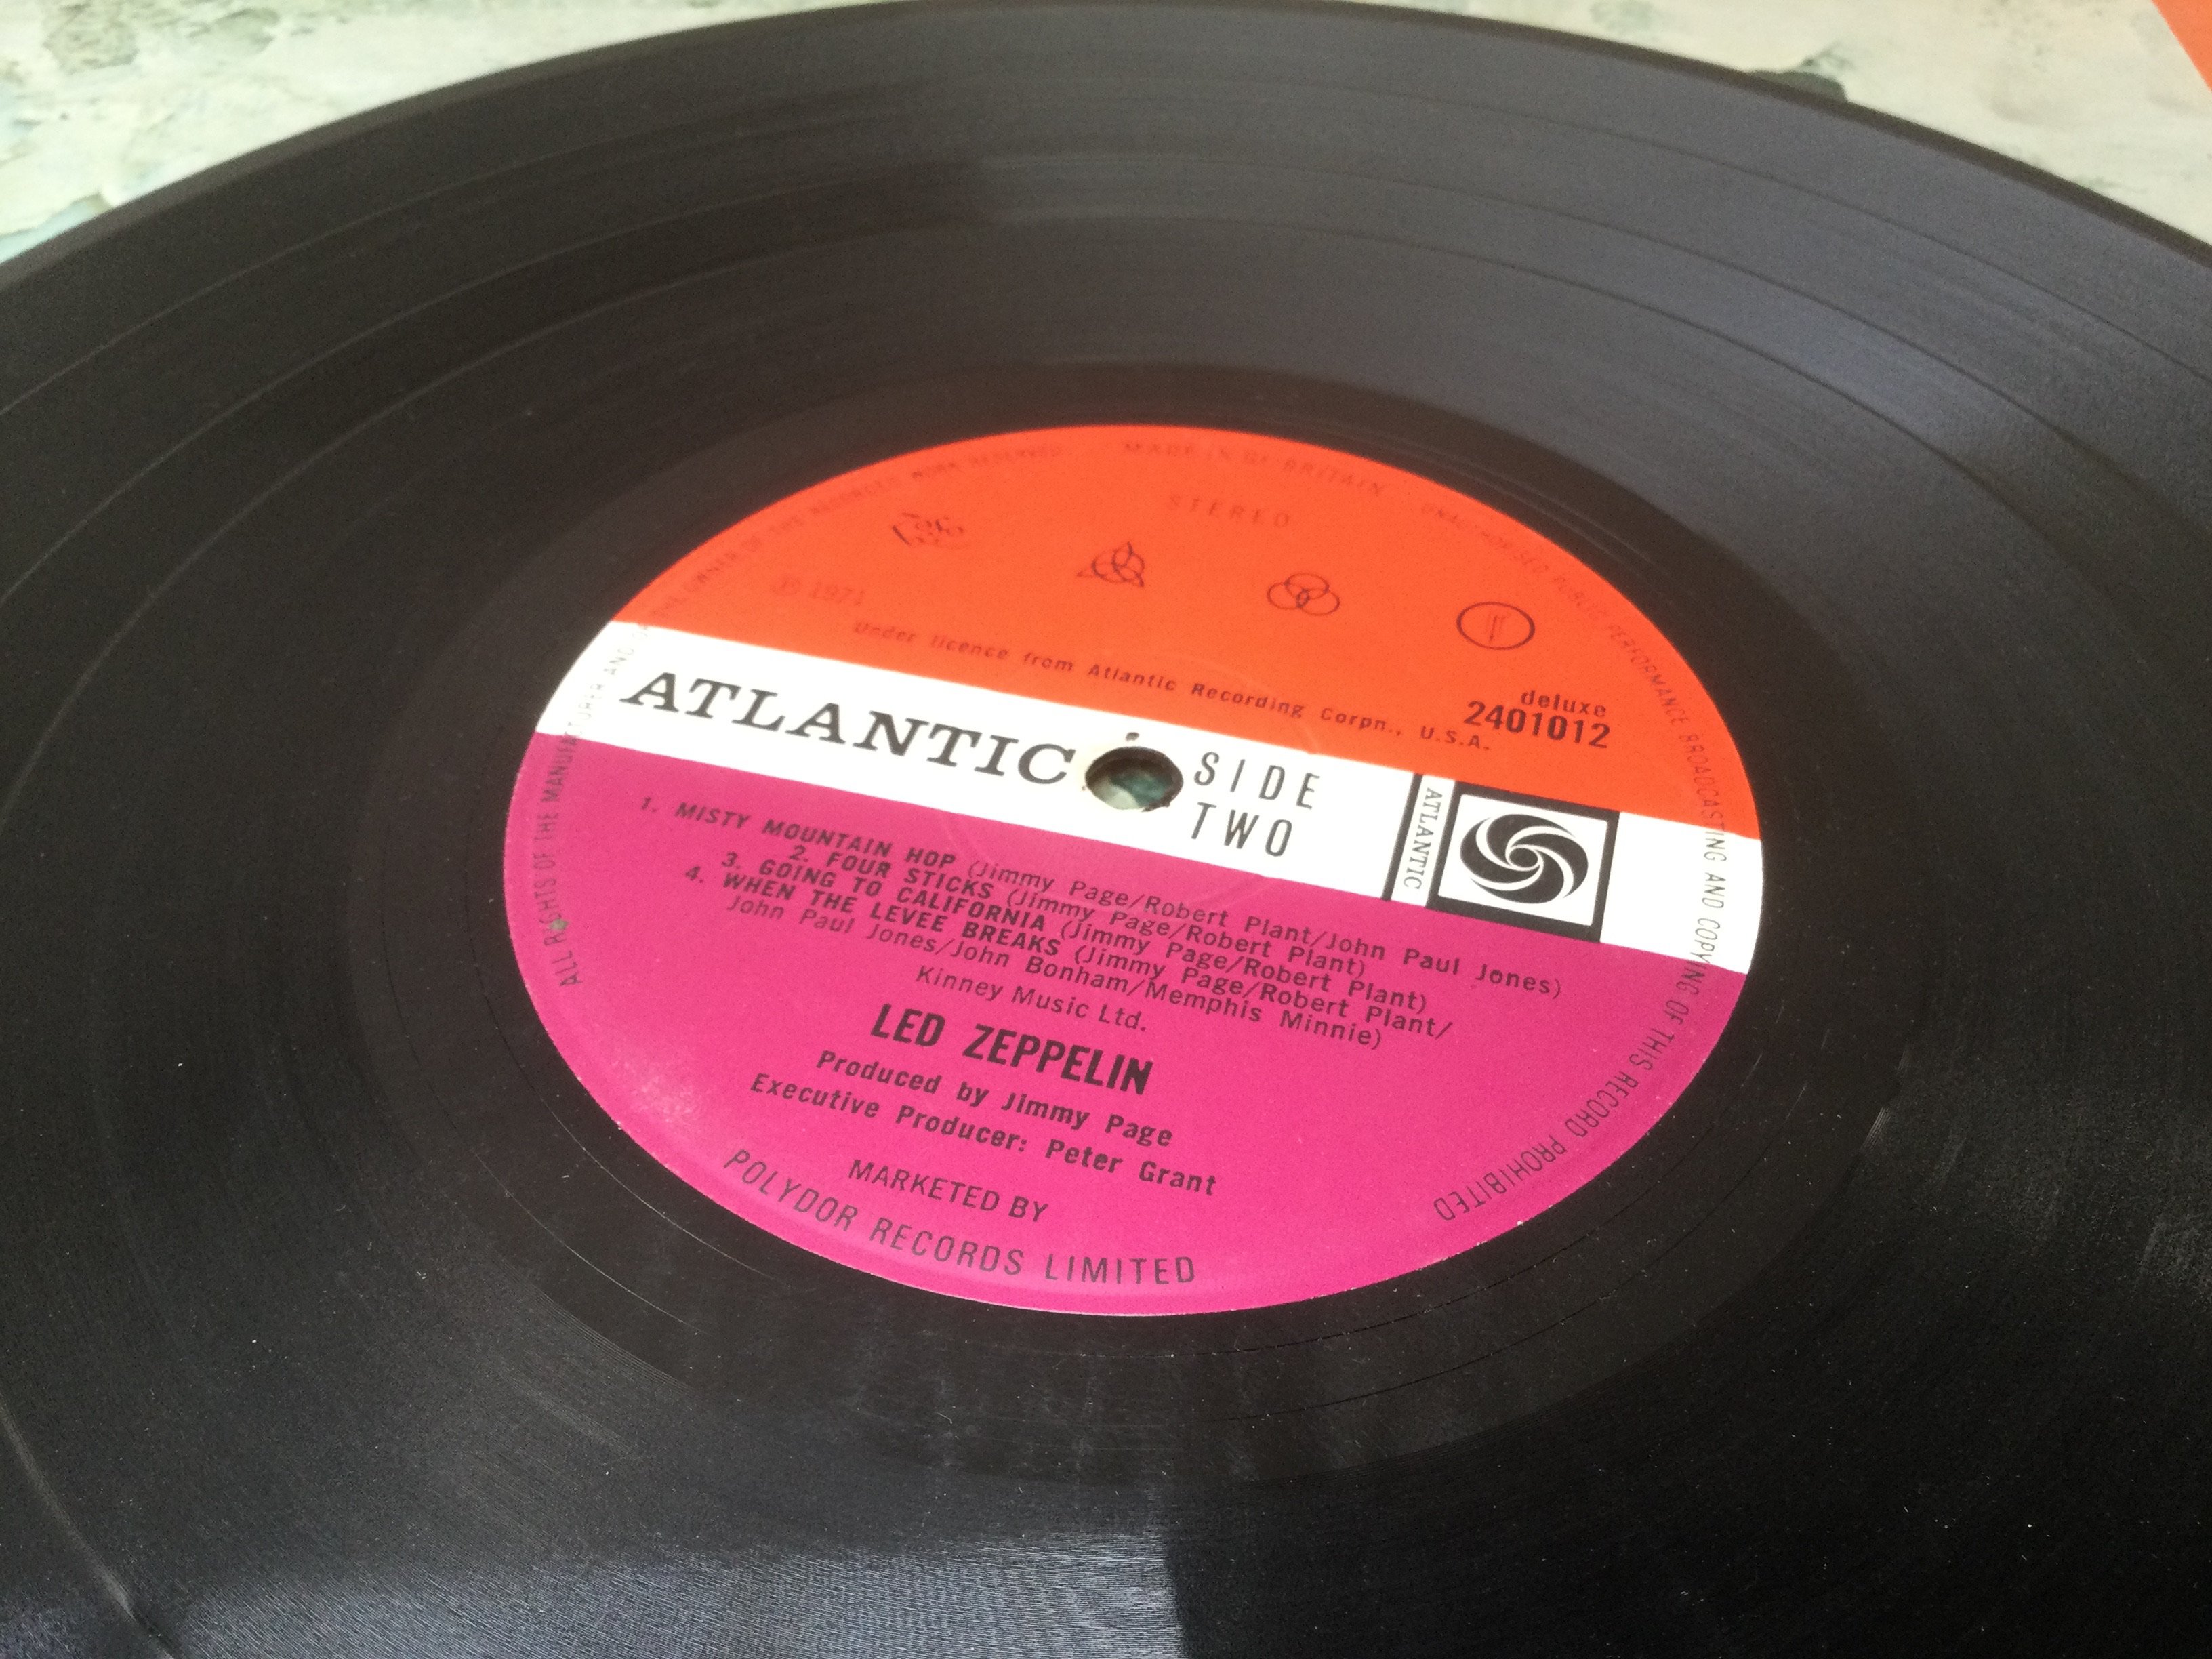 MADE IN GT BRITAIN
STEREO
℗ 1971
Under licence from Atlantic Recording Corpn., U.S.A.
deluxe
2401012
ATLANTIC
SIDE
TWO
ATLANTIC
1. MISTY MOUNTAIN HOP (Jimmy Page/Robert Plant/John Paul Jones)
2. FOUR STICKS (Jimmy Page/Robert Plant)
3. GOING TO CALIFORNIA (Jimmy Page/Robert Plant)
4. WHEN THE LEVEE BREAKS (Jimmy Page/Robert Plant/
John Paul Jones/John Bonham/Memphis Minnie)
Kinney Music Ltd.
LED ZEPPELIN
Produced by Jimmy Page
Executive Producer: Peter Grant
MARKETED BY
POLYDOR RECORDS LIMITED
ALL RIGHTS OF THE MANUFACTURER AND OF THE OWNER OF THE RECORDED WORK RESERVED
UNAUTHORISED PUBLIC PERFORMANCE BROADCASTING AND COPYING OF THIS RECORD PROHIBITED